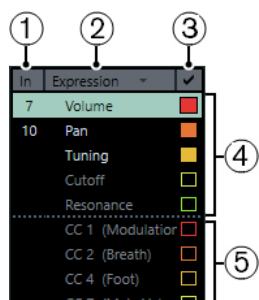 1 2 3
In Expression
7 Volume
10 Pan
Tuning
4
Cutoff
Resonance
CC 1 (Modulation
CC 2 (Breath)
5
CC 4 (Foot)